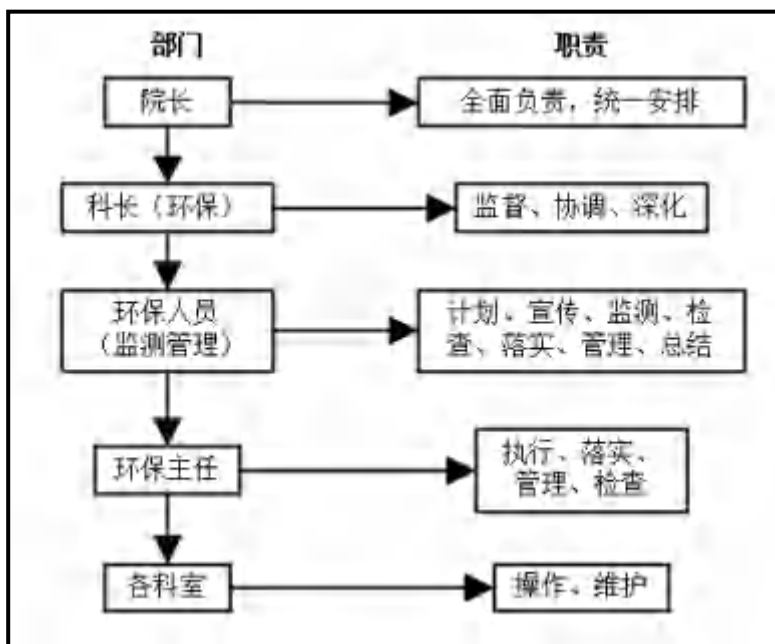 部门 职责
院长 全面负责，统一安排
科长（环保） 监督、协调、深化
环保人员
（监测管理）
计划、宣传、监测、检
查、落实、管理、总结
环保主任
执行、落实、
管理、检查
各科室 操作、维护